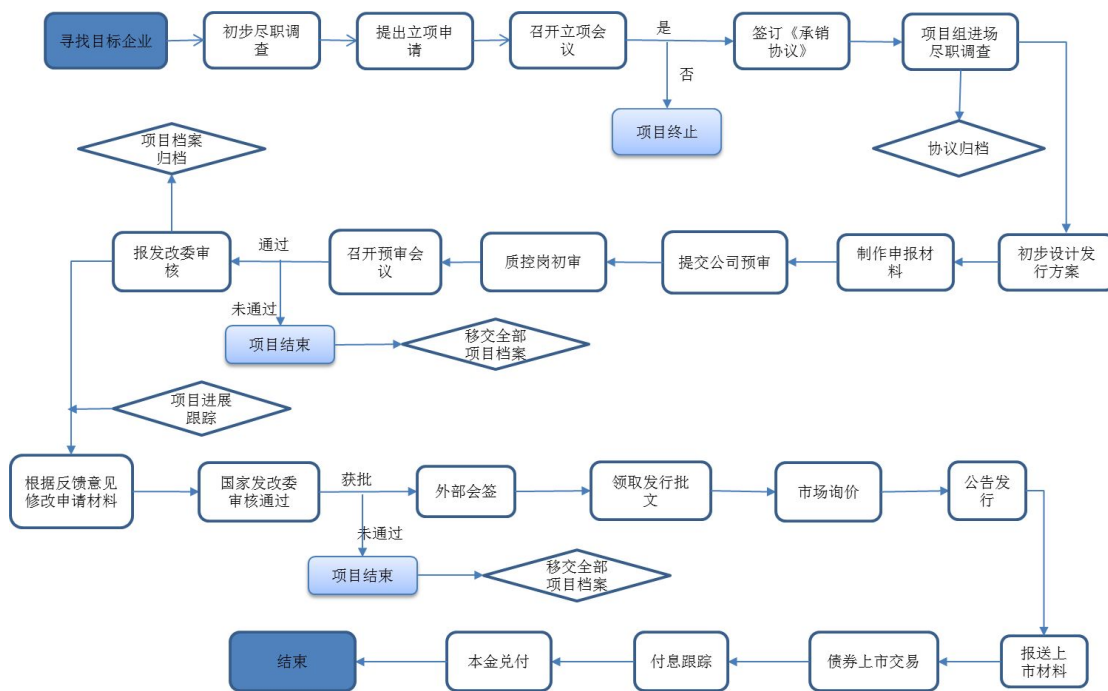 寻找目标企业
初步尽职调
查
提出立项申
请
召开立项会
议
是
否
项目终止
签订《承销
协议》
项目组进场
尽职调查
协议归档
初步设计发
行方案
制作申报材
料
提交公司预审
质控岗初审
召开预审会
议
通过
未通过
项目结束
移交全部
项目档案
报发改委审
核
项目档案
归档
项目进展
跟踪
根据反馈意见
修改申请材料
国家发改委
审核通过
获批
未通过
项目结束
移交全部
项目档案
外部会签
领取发行批
文
市场询价
公告发
行
报送上
市材料
债券上市交易
付息跟踪
本金兑付
结束